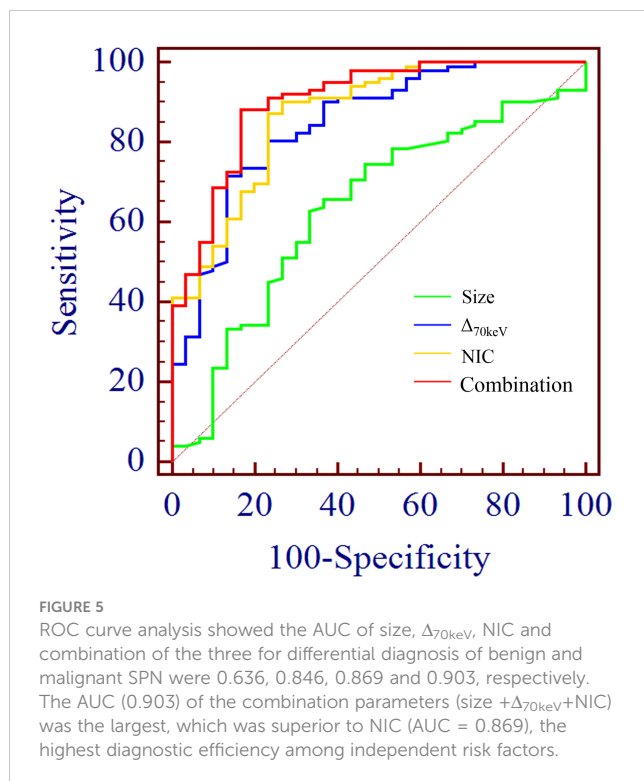 100
80
60
40
20
0
Sensitivity
Size
Δ70keV
NIC
Combination
0 20 40 60 80 100
100-Specificity
FIGURE 5
ROC curve analysis showed the AUC of size, Δ70keV, NIC and
combination of the three for differential diagnosis of benign and
malignant SPN were 0.636, 0.846, 0.869 and 0.903, respectively.
The AUC (0.903) of the combination parameters (size +Δ70keV+NIC)
was the largest, which was superior to NIC (AUC = 0.869), the
highest diagnostic efficiency among independent risk factors.